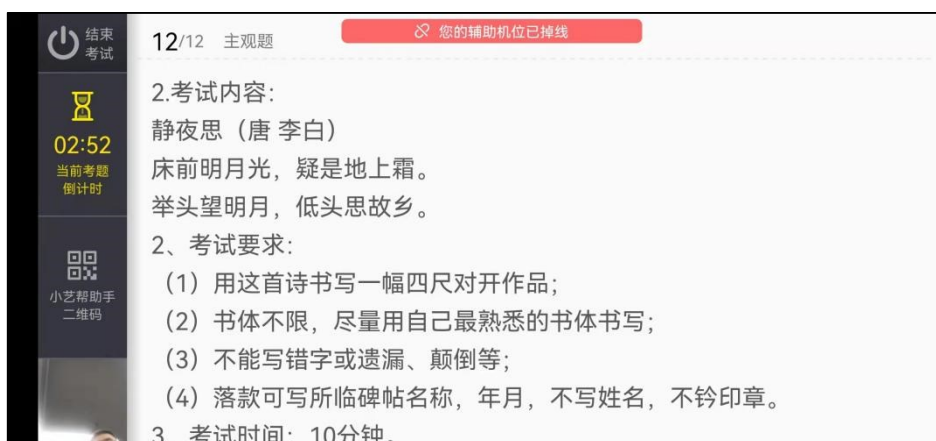 结束
考试
12/12 主观题
您的辅助机位已掉线
02:52
当前考题
倒计时
小艺帮助手
二维码
2.考试内容:
静夜思（唐 李白）
床前明月光，疑是地上霜。
举头望明月，低头思故乡。
2、考试要求:
（1）用这首诗书写一幅四尺对开作品;
（2）书体不限，尽量用自己最熟悉的书体书写;
（3）不能写错字或遗漏、颠倒等;
（4）落款可写所临碑帖名称，年月，不写姓名，不钤印章。
3、考试时间: 10分钟。